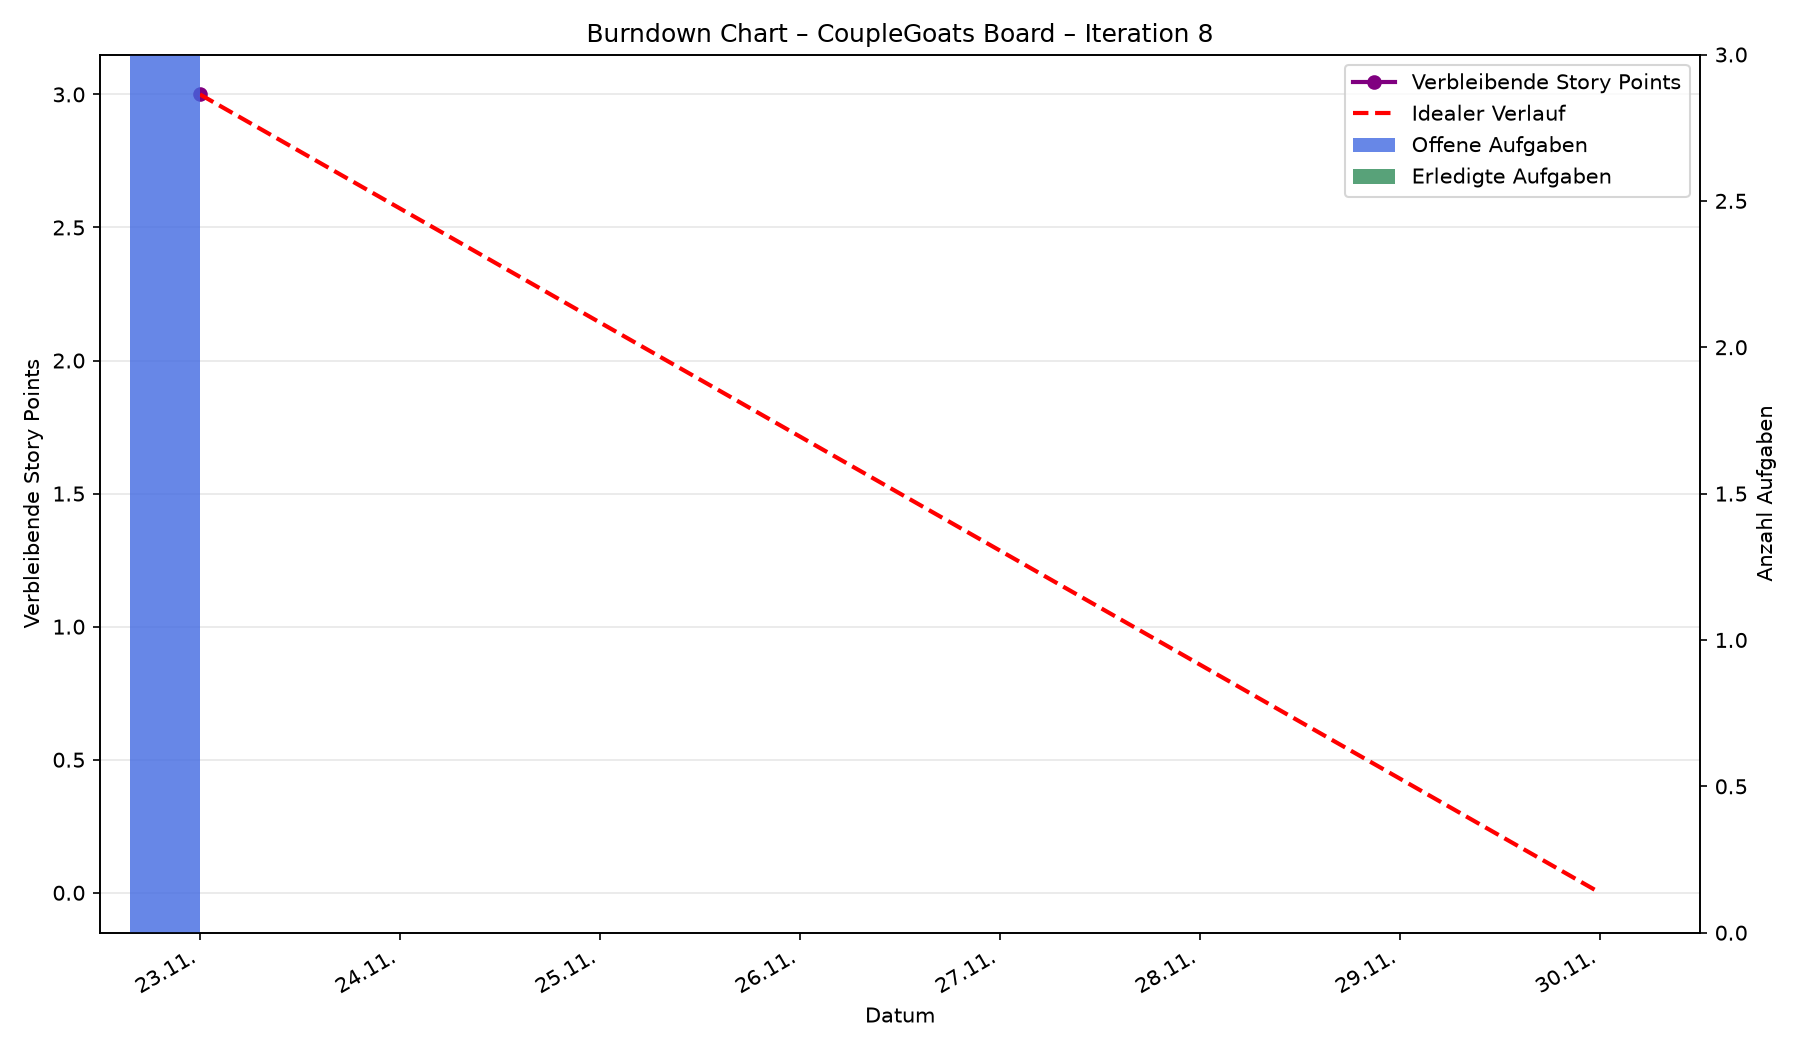 Burndown Chart – CoupleGoats Board – Iteration 8
Verbleibende Story Points
Idealer Verlauf
Offene Aufgaben
Erledigte Aufgaben
3.0
2.5
2.0
1.5
1.0
0.5
0.0
Verbleibende Story Points
3.0
2.5
2.0
1.5
1.0
0.5
0.0
Anzahl Aufgaben
23.11.
24.11.
25.11.
26.11.
27.11.
28.11.
29.11.
30.11.
Datum